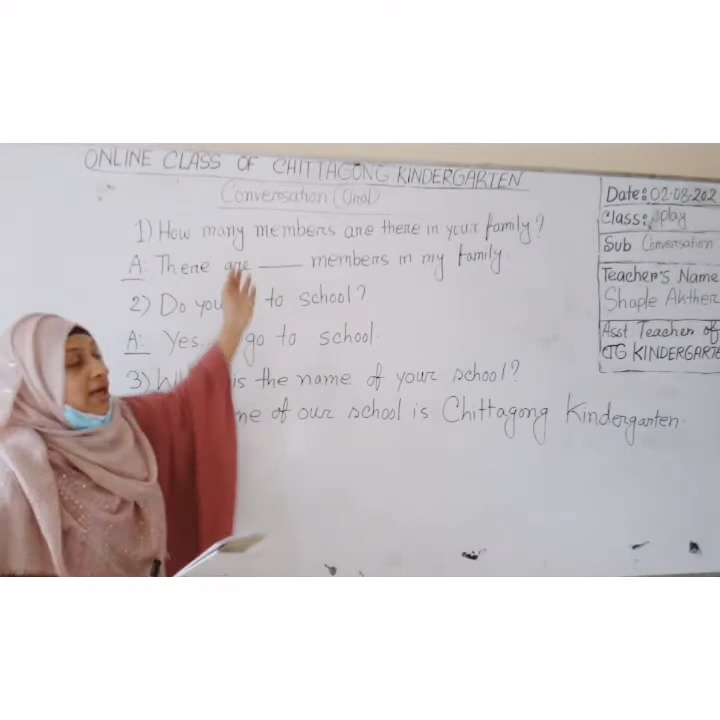 ONLINE CLASS OF CHITTAGONG KINDERGARTEN
Conversation (Oral)
1) How many members are there in your family?
A: There are ____ members in my family.
2) Do you to school?
A: Yes, go to school.
3) is the name of your school?
of our school is Chittagong Kindergarten
Date: 02-08-202
Class: play
Sub Conversation
Teacher's Name
Shaple Akther
Asst Teacher of
CTG KINDERGARTE